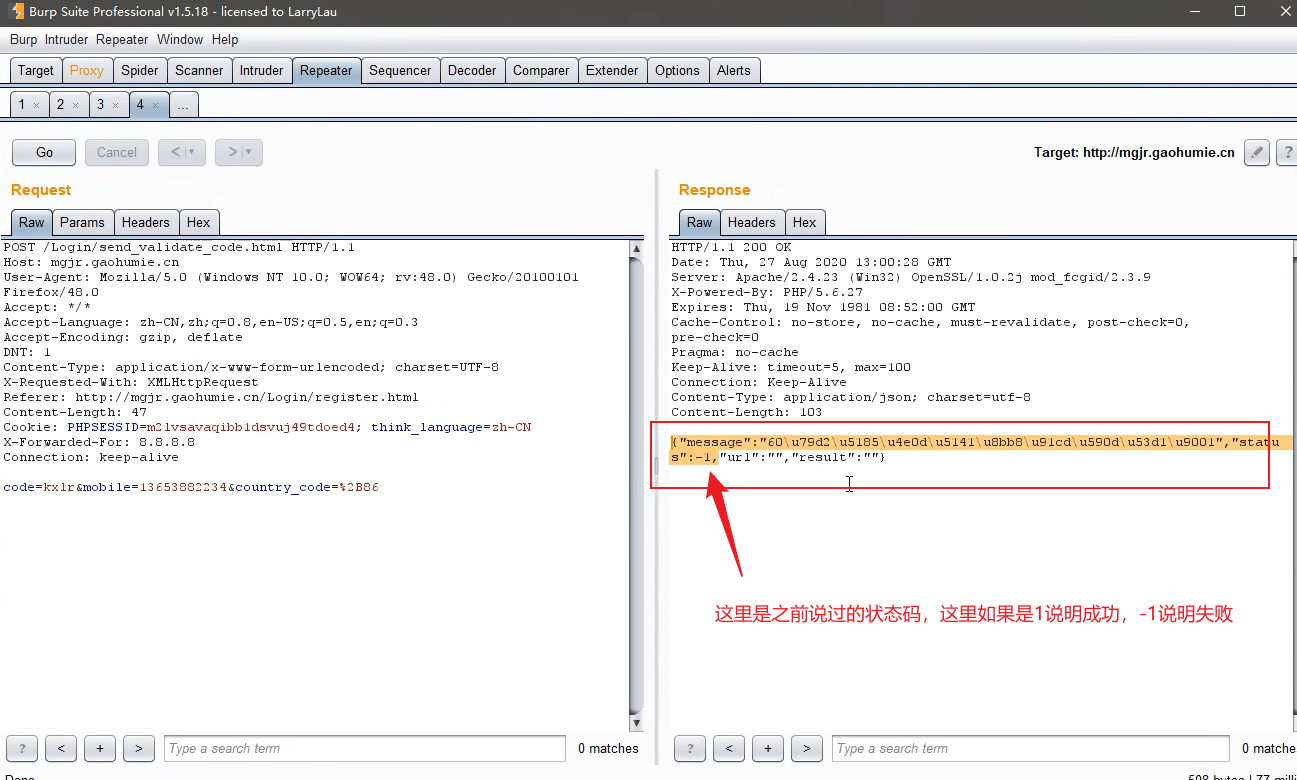 Burp Suite Professional v1.5.18 - licensed to LarryLau
Burp Intruder Repeater Window Help
Target Proxy Spider Scanner Intruder Repeater Sequencer Decoder Comparer Extender Options Alerts
1 × 2 × 3 × 4 × ...
Go Cancel < | ▼ > | ▼ Target: http://mgjr.gaohumie.cn ?
Request
Raw Params Headers Hex
POST /Login/send_validate_code.html HTTP/1.1
Host: mgjr.gaohumie.cn
User-Agent: Mozilla/5.0 (Windows NT 10.0; WOW64; rv:48.0) Gecko/20100101
Firefox/48.0
Accept: */*
Accept-Language: zh-CN,zh;q=0.8,en-US;q=0.5,en;q=0.3
Accept-Encoding: gzip, deflate
DNT: 1
Content-Type: application/x-www-form-urlencoded; charset=UTF-8
X-Requested-With: XMLHttpRequest
Referer: http://mgjr.gaohumie.cn/Login/register.html
Content-Length: 47
Cookie: PHPSESSID=m2lvsavaqibb1dsvuj49tdoed4; think_language=zh-CN
X-Forwarded-For: 8.8.8.8
Connection: keep-alive
code=kxlr&mobile=13653882234&country_code=%2B86
? < + > Type a search term 0 matches
Response
Raw Headers Hex
HTTP/1.1 200 OK
Date: Thu, 27 Aug 2020 13:00:28 GMT
Server: Apache/2.4.23 (Win32) OpenSSL/1.0.2j mod_fcgid/2.3.9
X-Powered-By: PHP/5.6.27
Expires: Thu, 19 Nov 1981 08:52:00 GMT
Cache-Control: no-store, no-cache, must-revalidate, post-check=0,
pre-check=0
Pragma: no-cache
Keep-Alive: timeout=5, max=100
Connection: Keep-Alive
Content-Type: application/json; charset=utf-8
Content-Length: 103
{"message":"60\u79d2\u5185\u4e0d\u5141\u8bb8\u91cd\u590d\u53d1\u9001","statu
s":-1,"url":"","result":""}
这里是之前说过的状态码，这里如果是1说明成功，-1说明失败
? < + > Type a search term 0 matche